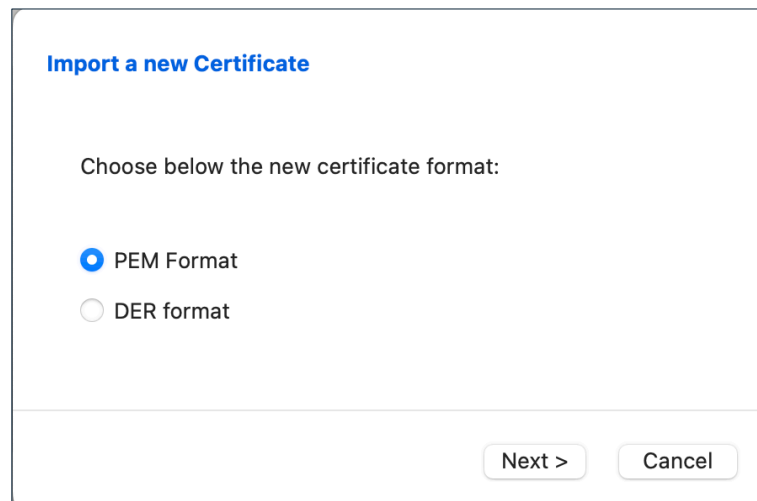 Import a new Certificate
Choose below the new certificate format:
PEM Format
DER format
Next > Cancel